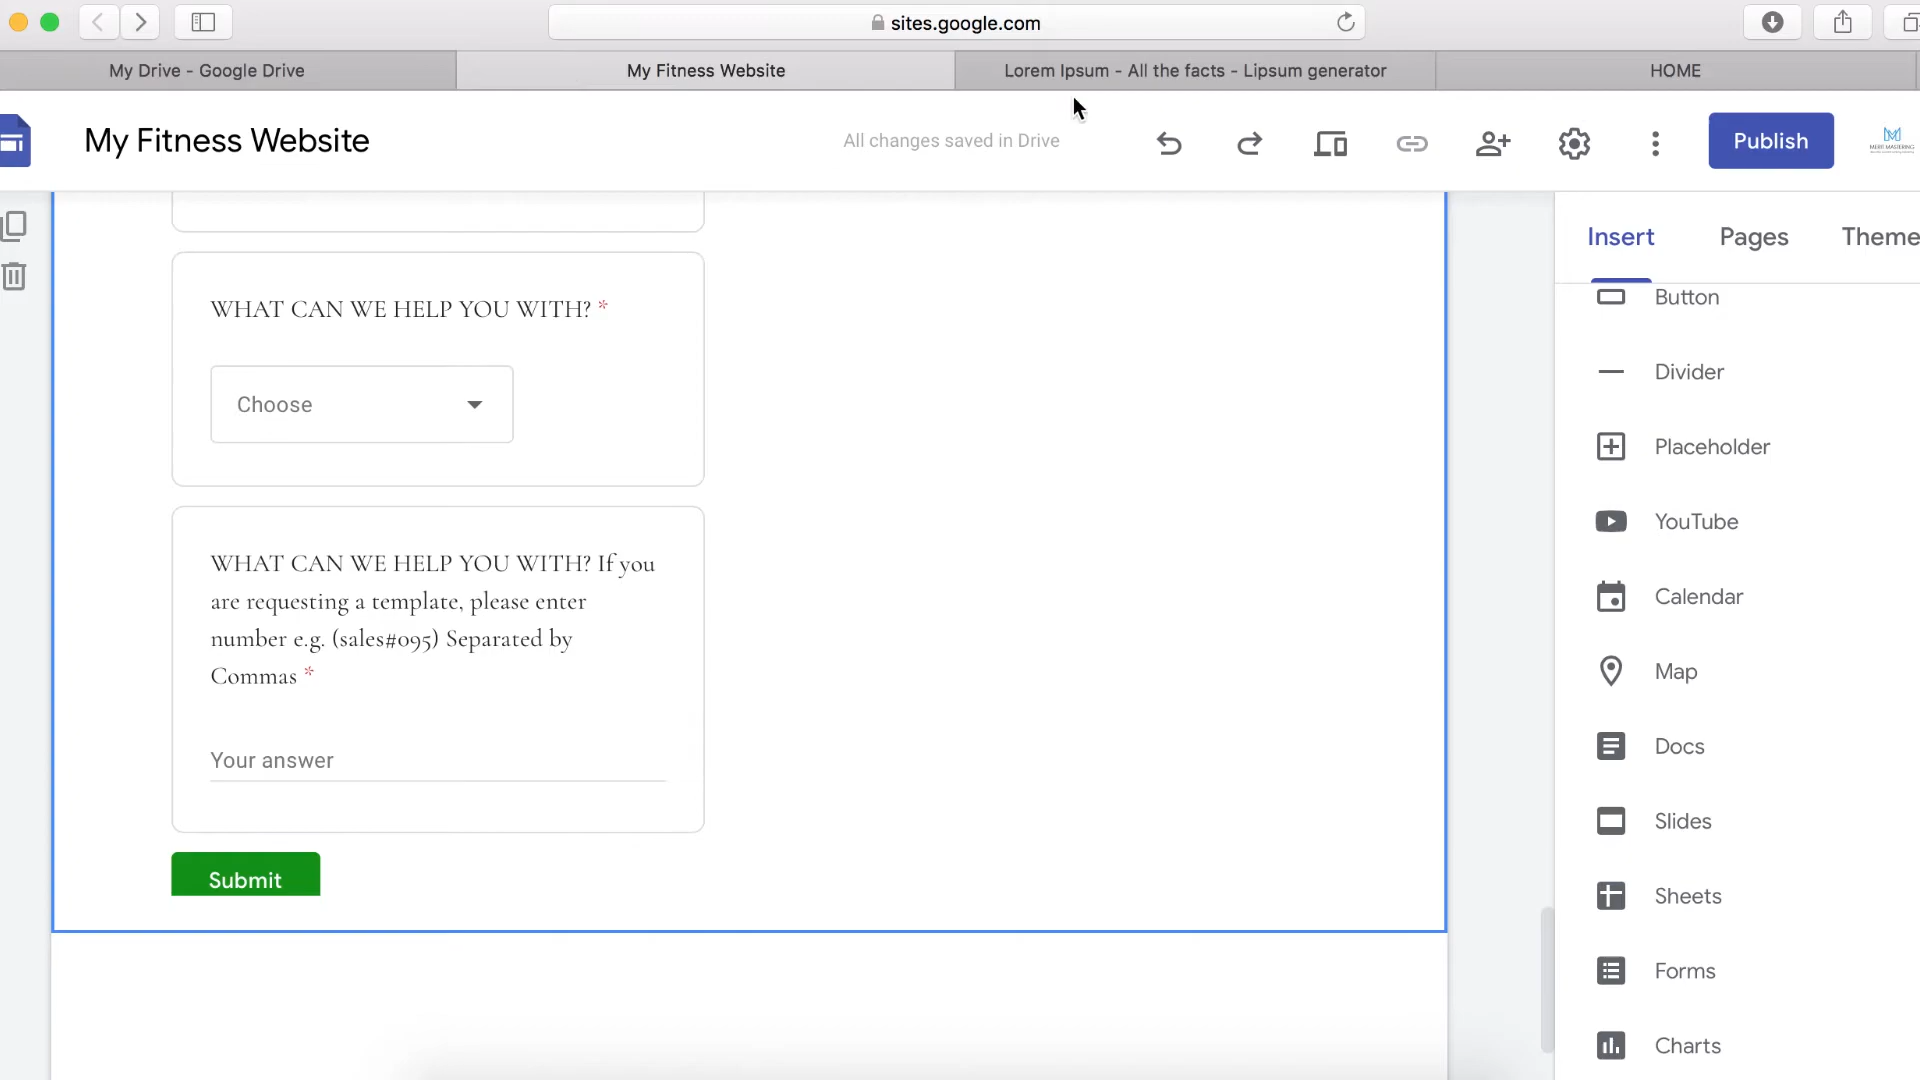 sites.google.com
My Drive - Google Drive
My Fitness Website
Lorem Ipsum - All the facts - Lipsum generator
HOME
My Fitness Website
All changes saved in Drive
Publish
MERIT MASTERING
Insert
Pages
Theme
WHAT CAN WE HELP YOU WITH? *
Choose
WHAT CAN WE HELP YOU WITH? If you
are requesting a template, please enter
number e.g. (sales#095) Separated by
Commas *
Your answer
Submit
Button
Divider
Placeholder
YouTube
Calendar
Map
Docs
Slides
Sheets
Forms
Charts